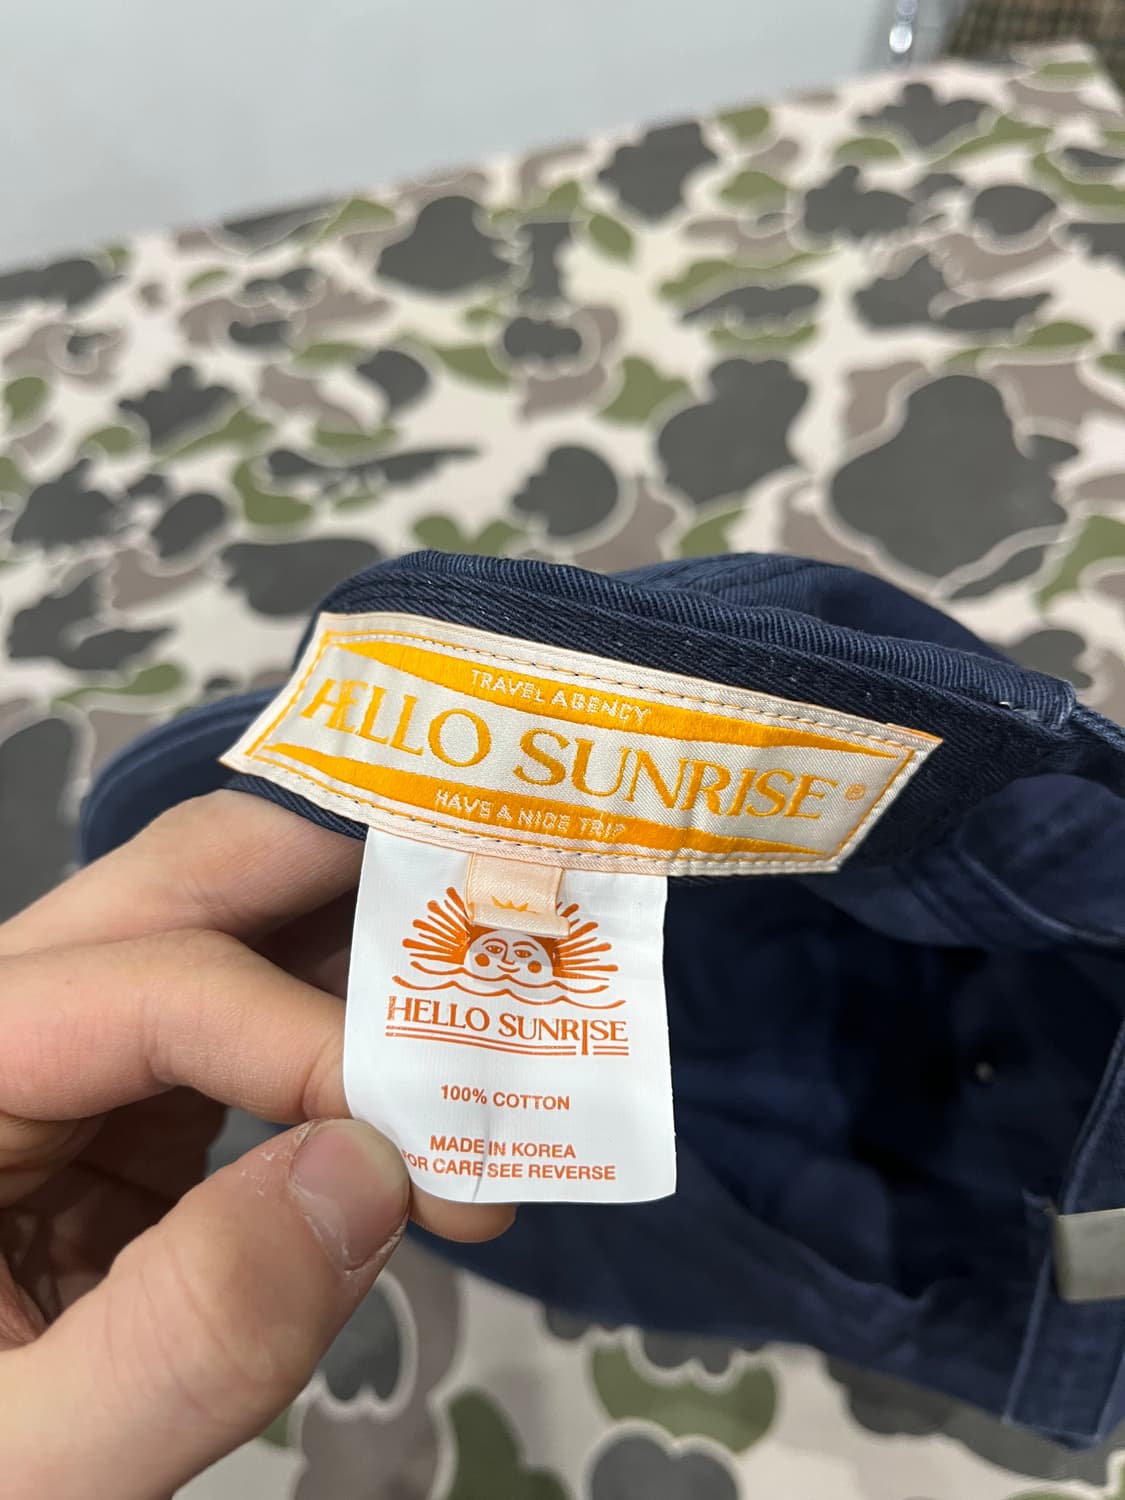 TRAVEL AGENCY
HELLO SUNRISE ®
HAVE A NICE TRIP
HELLO SUNRISE
100% COTTON
MADE IN KOREA
FOR CARE SEE REVERSE